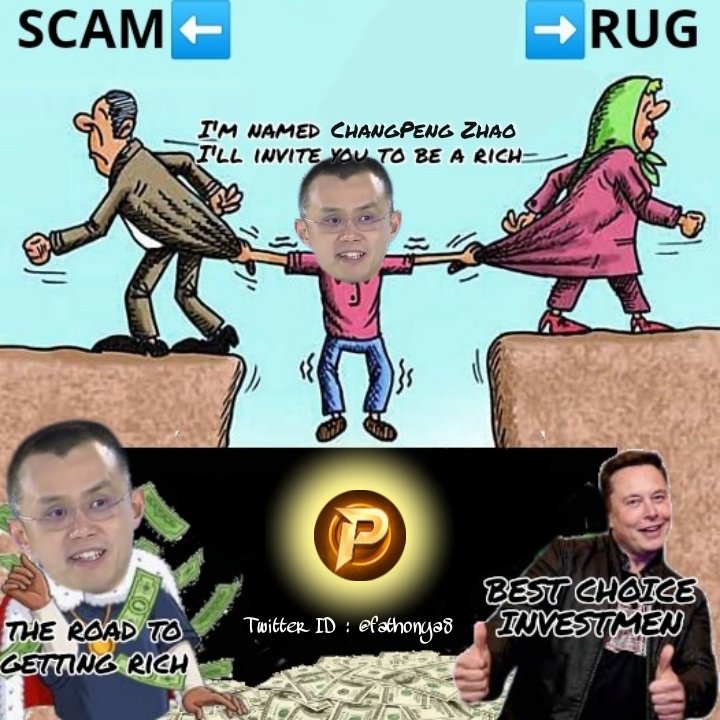 SCAM⬅️ ➡️RUG
I'M NAMED CHANGPENG ZHAO
I'LL INVITE YOU TO BE A RICH
P
BEST CHOICE
INVESTMEN
Twitter ID : @fathonya8
THE ROAD TO
GETTING RICH